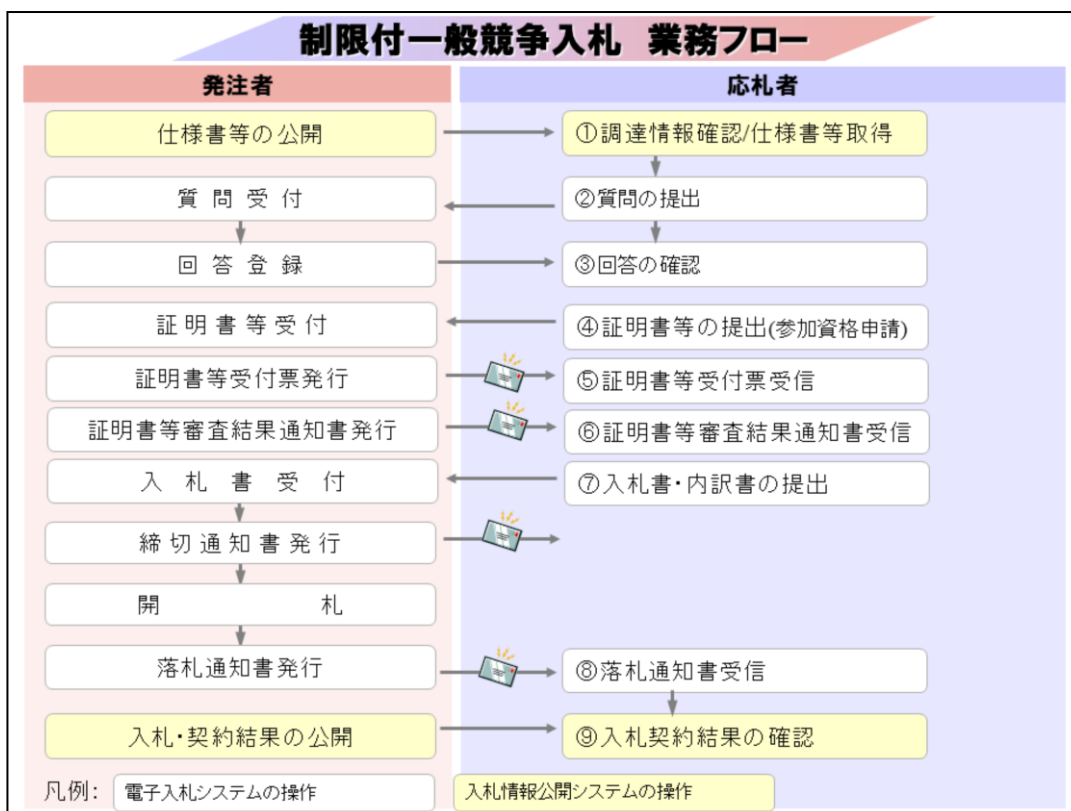 制限付一般競争入札 業務フロー
発注者
応札者
仕様書等の公開
①調達情報確認/仕様書等取得
質問受付
②質問の提出
回答登録
③回答の確認
証明書等受付
④証明書等の提出(参加資格申請)
証明書等受付票発行
⑤証明書等受付票受信
証明書等審査結果通知書発行
⑥証明書等審査結果通知書受信
入札書受付
⑦入札書・内訳書の提出
締切通知書発行
開札
落札通知書発行
⑧落札通知書受信
入札・契約結果の公開
⑨入札契約結果の確認
凡例:
電子入札システムの操作
入札情報公開システムの操作